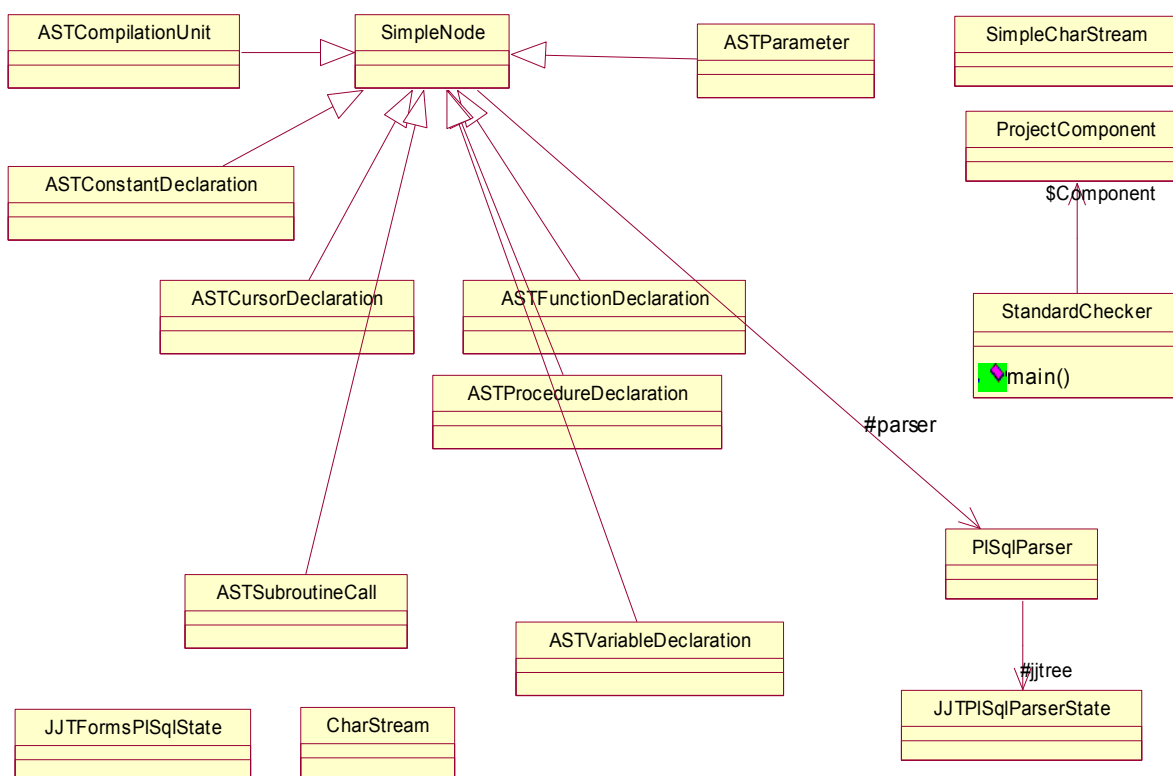 ASTCompilationUnit
SimpleNode
ASTParameter
SimpleCharStream
ProjectComponent
$Component
ASTConstantDeclaration
ASTCursorDeclaration
ASTFunctionDeclaration
StandardChecker
main()
ASTProcedureDeclaration
#parser
PlSqlParser
ASTSubroutineCall
ASTVariableDeclaration
#jjtree
JJTPlSqlParserState
JJTFormsPlSqlState
CharStream